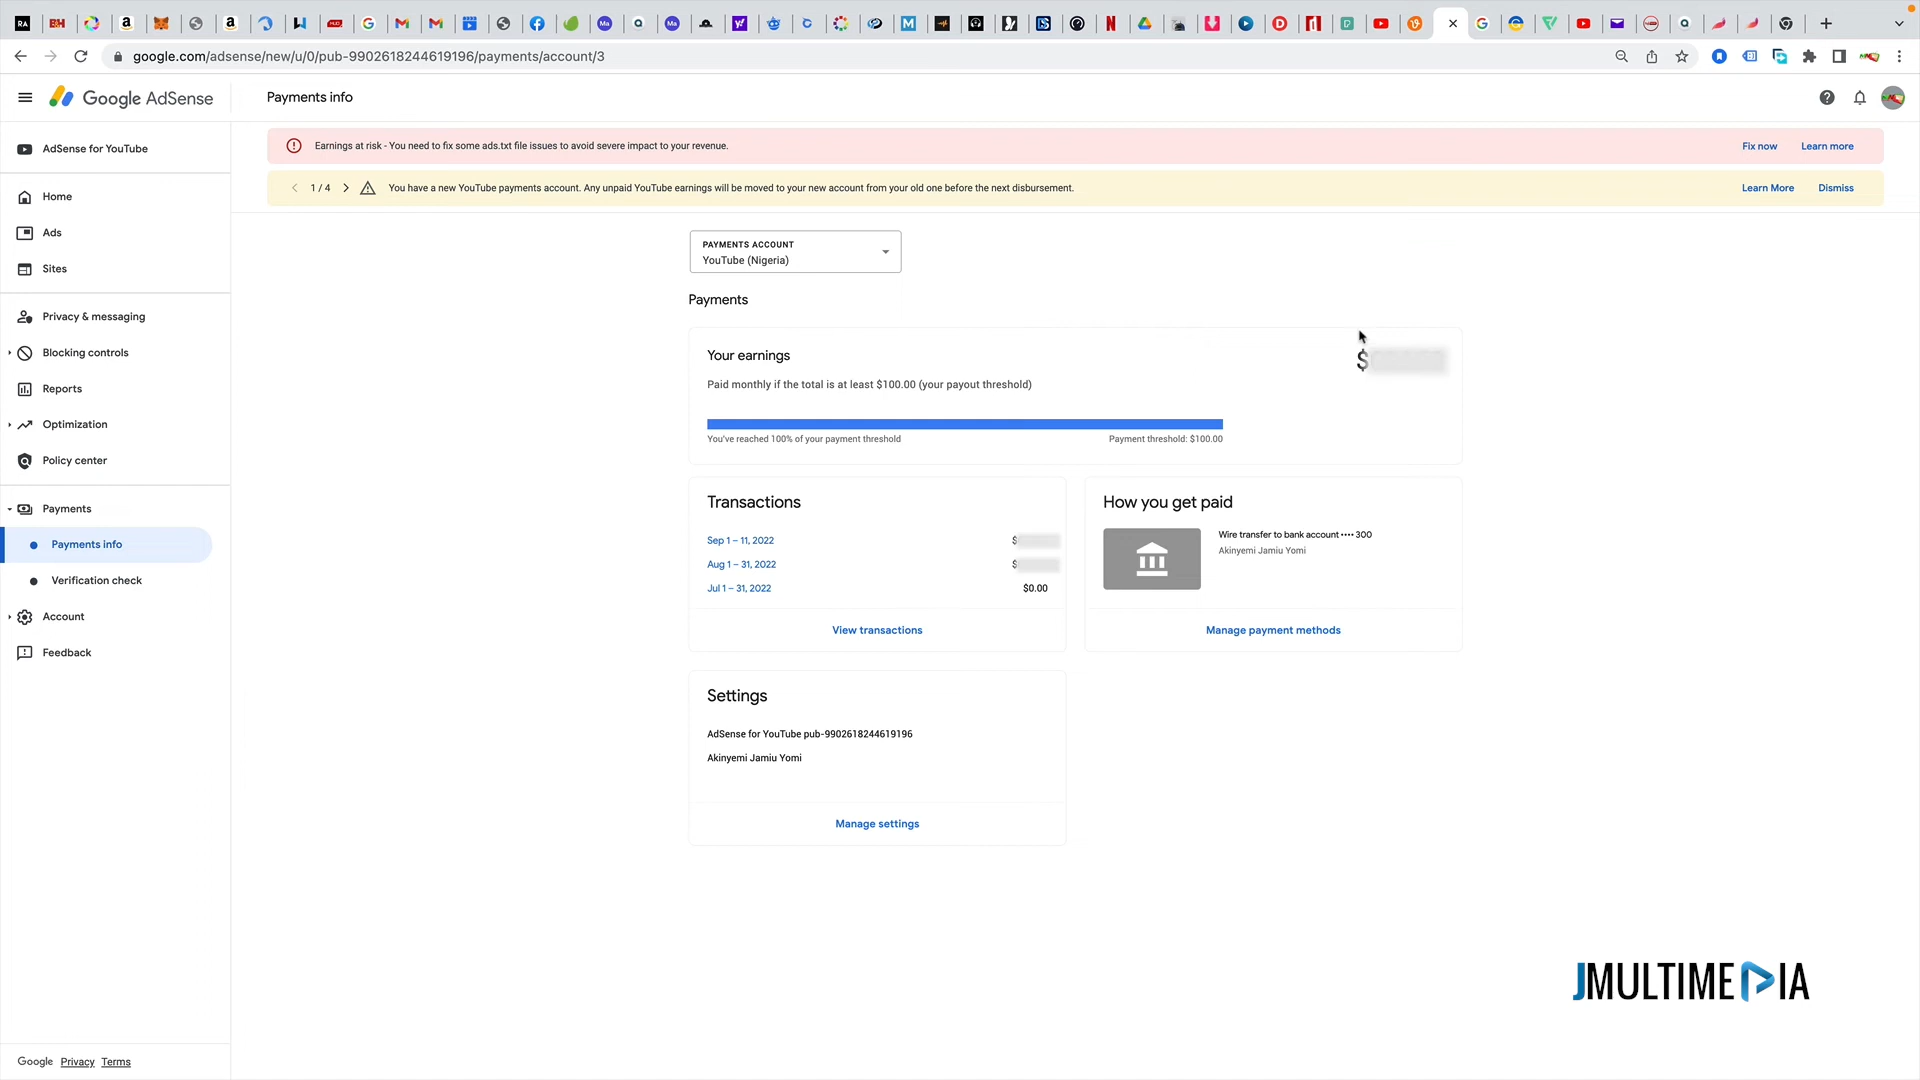 google.com/adsense/new/u/0/pub-9902618244619196/payments/account/3
Google AdSense
Payments info
AdSense for YouTube
Home
Ads
Sites
Privacy & messaging
Blocking controls
Reports
Optimization
Policy center
Payments
Payments info
Verification check
Account
Feedback
Google Privacy Terms
Earnings at risk - You need to fix some ads.txt file issues to avoid severe impact to your revenue.
Fix now
Learn more
1 / 4
You have a new YouTube payments account. Any unpaid YouTube earnings will be moved to your new account from your old one before the next disbursement.
Learn More
Dismiss
PAYMENTS ACCOUNT
YouTube (Nigeria)
Payments
Your earnings
$
Paid monthly if the total is at least $100.00 (your payout threshold)
You've reached 100% of your payment threshold
Payment threshold: $100.00
Transactions
Sep 1 – 11, 2022 $
Aug 1 – 31, 2022 $
Jul 1 – 31, 2022 $0.00
View transactions
How you get paid
Wire transfer to bank account •••• 300
Akinyemi Jamiu Yomi
Manage payment methods
Settings
AdSense for YouTube pub-9902618244619196
Akinyemi Jamiu Yomi
Manage settings
JMULTIMEDIA